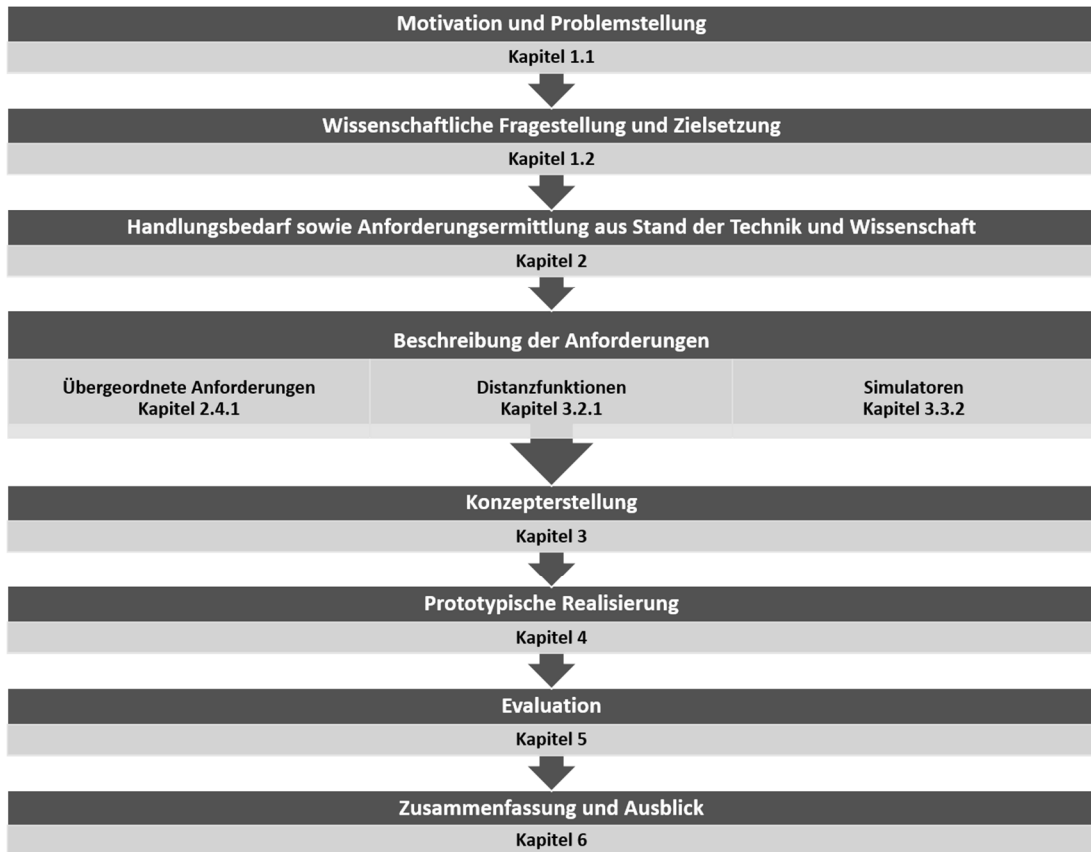 Motivation und Problemstellung
Kapitel 1.1
Wissenschaftliche Fragestellung und Zielsetzung
Kapitel 1.2
Handlungsbedarf sowie Anforderungsermittlung aus Stand der Technik und Wissenschaft
Kapitel 2
Beschreibung der Anforderungen
Übergeordnete Anforderungen
Kapitel 2.4.1
Distanzfunktionen
Kapitel 3.2.1
Simulatoren
Kapitel 3.3.2
Konzepterstellung
Kapitel 3
Prototypische Realisierung
Kapitel 4
Evaluation
Kapitel 5
Zusammenfassung und Ausblick
Kapitel 6